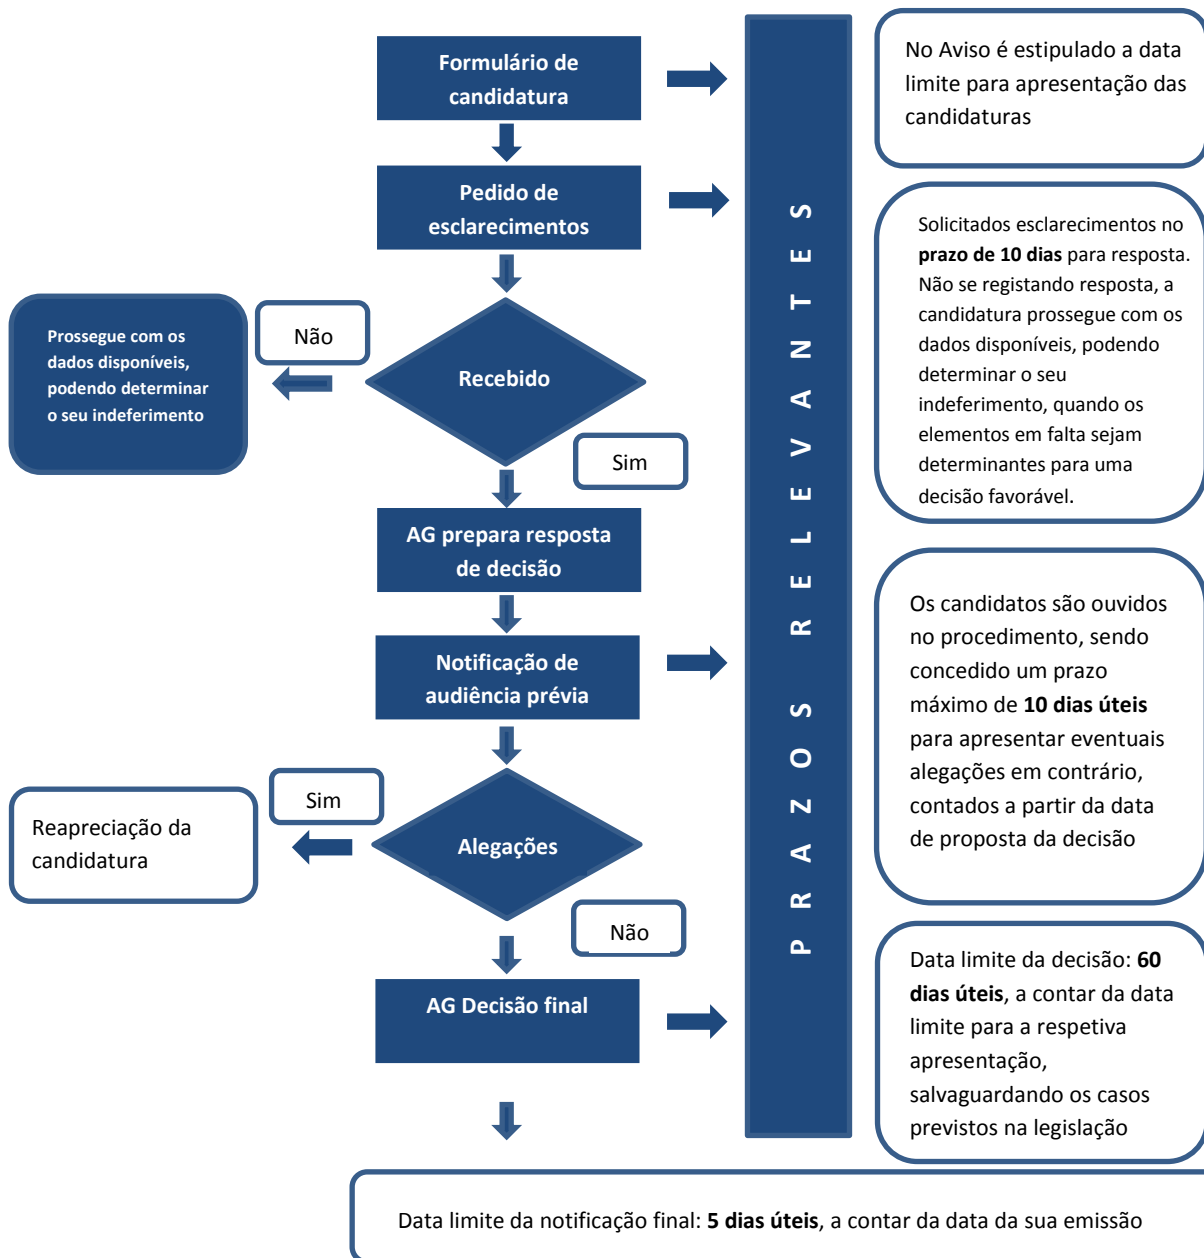 Formulário de
candidatura
No Aviso é estipulado a data
limite para apresentação das
candidaturas
Pedido de
esclarecimentos
Solicitados esclarecimentos no
prazo de 10 dias para resposta.
Não se registando resposta, a
candidatura prossegue com os
dados disponíveis, podendo
determinar o seu
indeferimento, quando os
elementos em falta sejam
determinantes para uma
decisão favorável.
Prossegue com os
dados disponíveis,
podendo determinar
o seu indeferimento
Não
Recebido
Sim
AG prepara resposta
de decisão
Notificação de
audiência prévia
Os candidatos são ouvidos
no procedimento, sendo
concedido um prazo
máximo de 10 dias úteis
para apresentar eventuais
alegações em contrário,
contados a partir da data
de proposta da decisão
Sim
Reapreciação da
candidatura
Alegações
Não
AG Decisão final
Data limite da decisão: 60
dias úteis, a contar da data
limite para a respetiva
apresentação,
salvaguardando os casos
previstos na legislação
PRAZOS RELEVANTES
Data limite da notificação final: 5 dias úteis, a contar da data da sua emissão